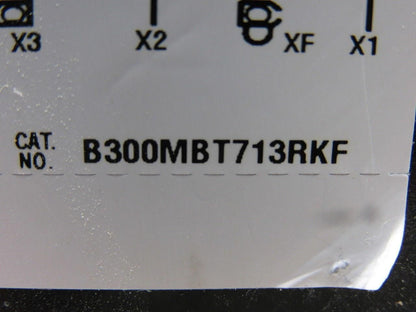 X3 X2 XF X1
CAT. NO. B300MBT713RKF